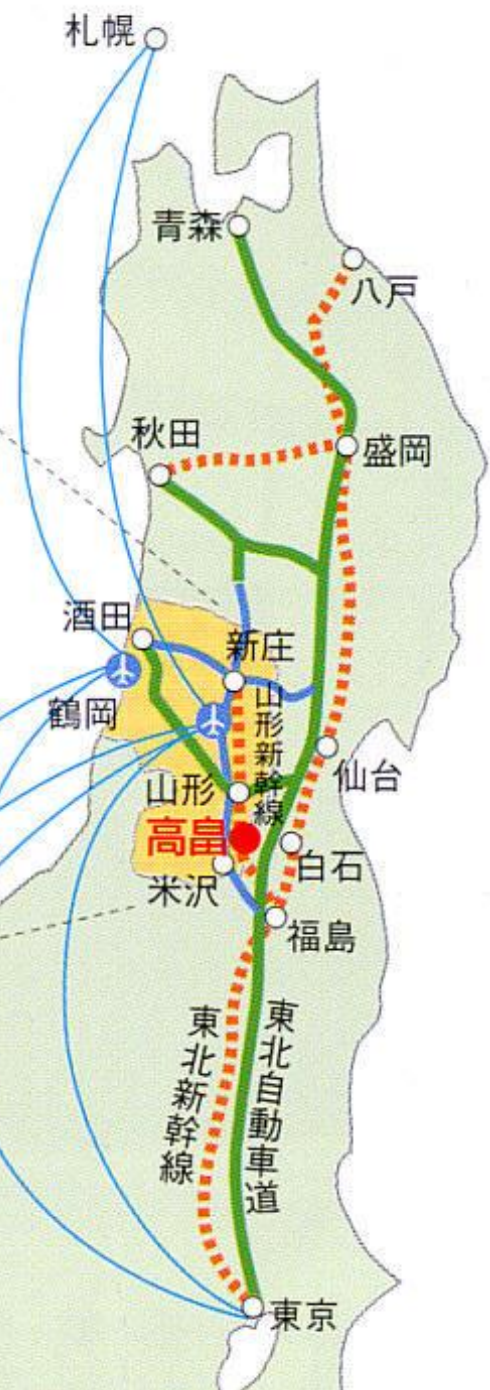 札幌
青森
八戸
秋田
盛岡
酒田
新庄
鶴岡
山形新幹線
仙台
山形
高畠
白石
米沢
福島
東北新幹線
東北自動車道
東京